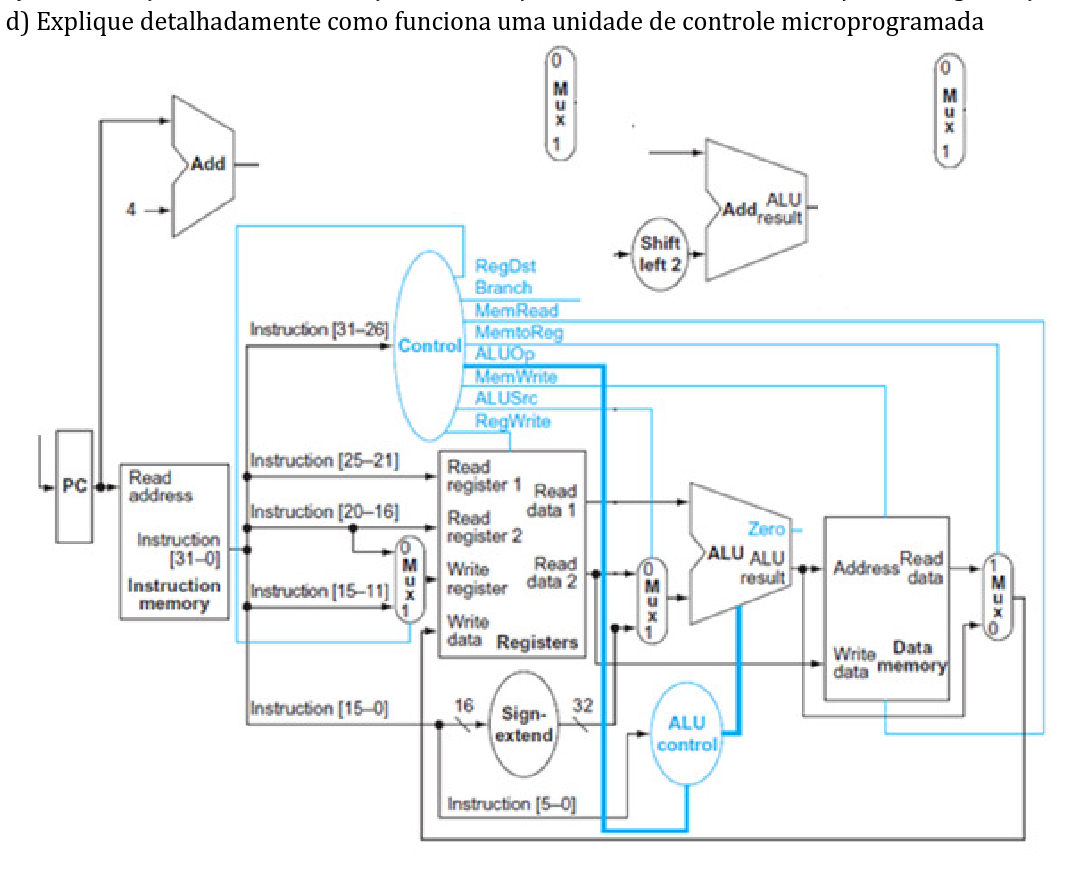 d) Explique detalhadamente como funciona uma unidade de controle microprogramada
0
Mux
1
0
Mux
1
Add
4
Add ALU result
Shift left 2
RegDst
Branch
MemRead
MemtoReg
ALUOp
MemWrite
ALUSrc
RegWrite
Instruction [31–26]
Control
PC
Read address
Instruction [31–0]
Instruction memory
Instruction [25–21]
Instruction [20–16]
Instruction [15–11]
0
Mux
1
Read register 1
Read data 1
Read register 2
Write register
Read data 2
Write data
Registers
0
Mux
1
Zero
ALU ALU result
Address
Read data
Write data
Data memory
1
Mux
0
Instruction [15–0]
16
Sign-extend
32
ALU control
Instruction [5–0]